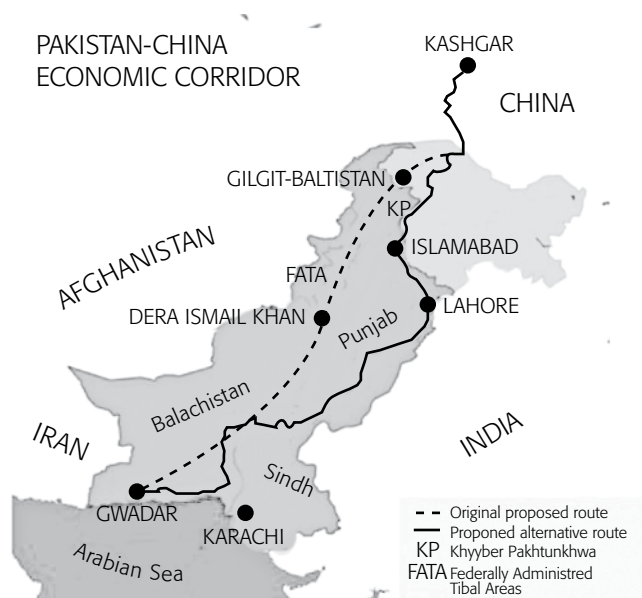 PAKISTAN-CHINA
ECONOMIC CORRIDOR
KASHGAR
CHINA
GILGIT-BALTISTAN
KP
ISLAMABAD
AFGHANISTAN
FATA
DERA ISMAIL KHAN
LAHORE
Punjab
Balachistan
IRAN
INDIA
Sindh
GWADAR
KARACHI
Arabian Sea
Original proposed route
Proponed alternative route
KP Khyyber Pakhtunkhwa
FATA Federally Administred
Tibal Areas